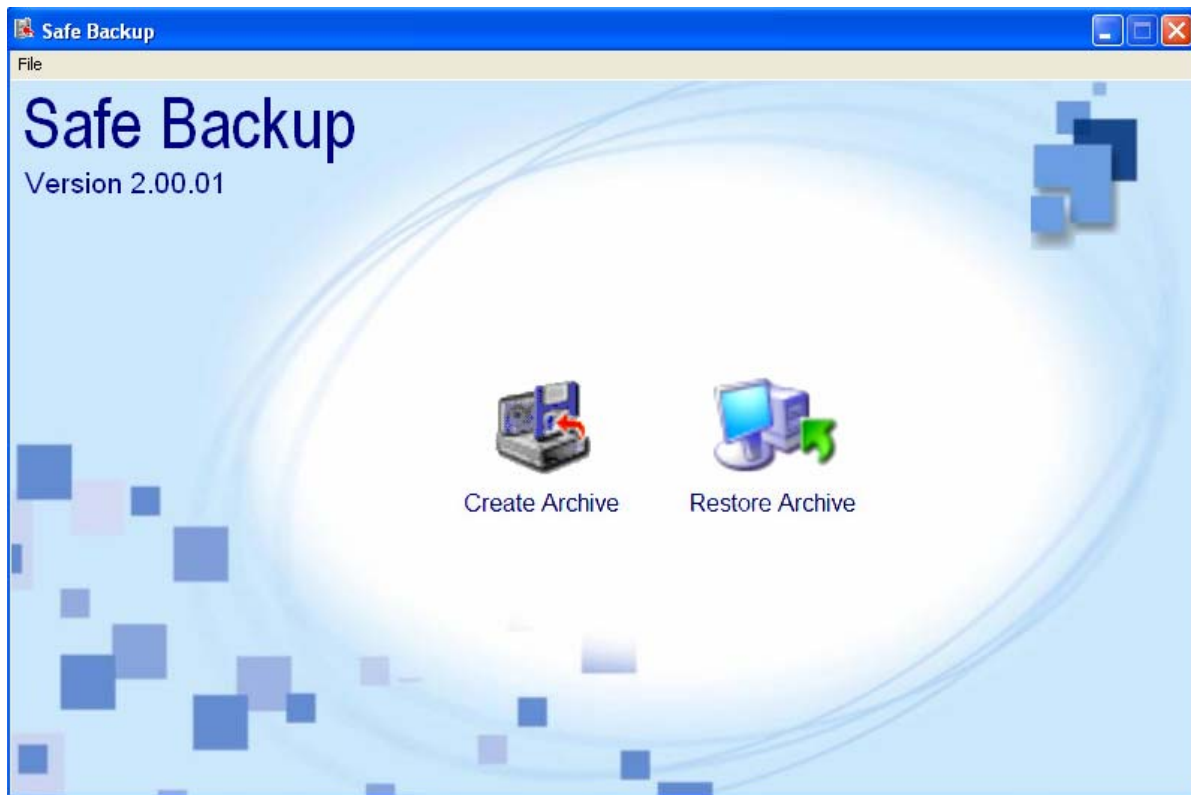 Safe Backup
File
Safe Backup
Version 2.00.01
Create Archive
Restore Archive